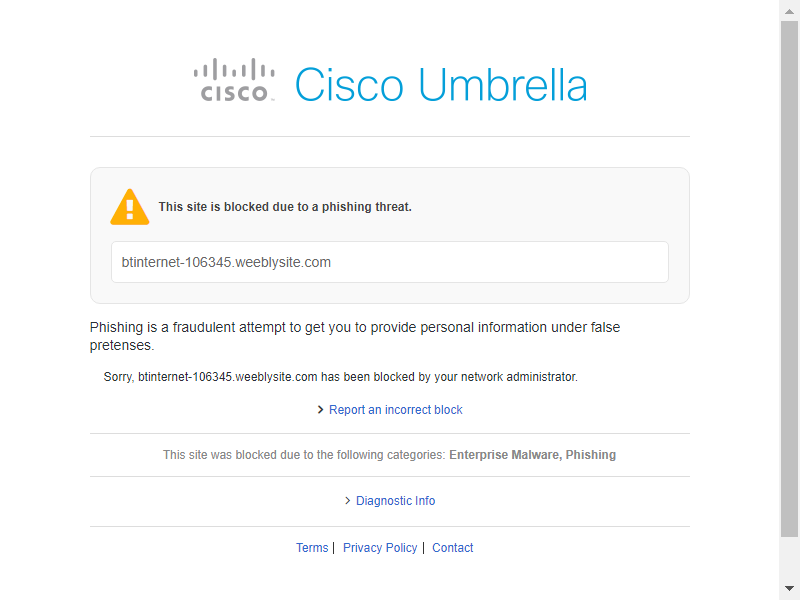 CISCO Cisco Umbrella
This site is blocked due to a phishing threat.
btinternet-106345.weeblysite.com
Phishing is a fraudulent attempt to get you to provide personal information under false
pretenses.
Sorry, btinternet-106345.weeblysite.com has been blocked by your network administrator.
Report an incorrect block
This site was blocked due to the following categories: Enterprise Malware, Phishing
Diagnostic Info
Terms | Privacy Policy | Contact